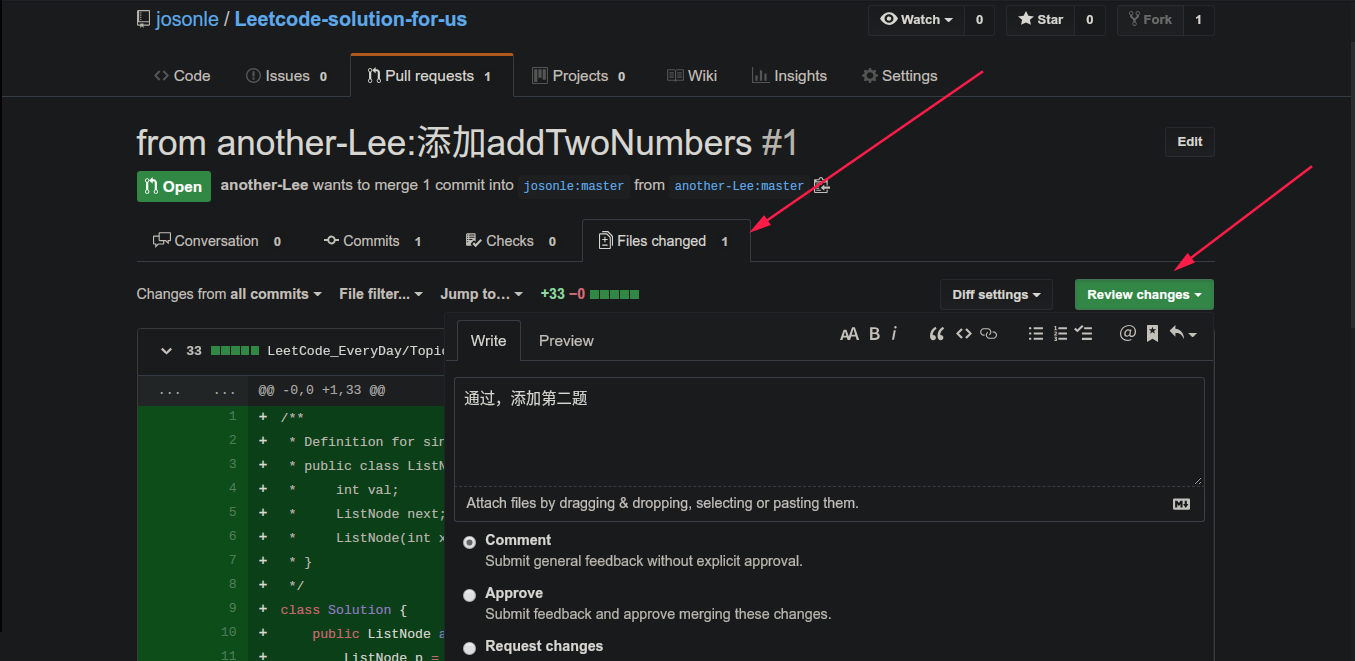 josonle / Leetcode-solution-for-us
Watch 0 Star 0 Fork 1
Code Issues 0 Pull requests 1 Projects 0 Wiki Insights Settings
from another-Lee:添加addTwoNumbers #1
Edit
Open another-Lee wants to merge 1 commit into josonle:master from another-Lee:master
Conversation 0 Commits 1 Checks 0 Files changed 1
Changes from all commits File filter... Jump to... +33 −0 Diff settings Review changes
33 LeetCode_EveryDay/Topic
... ... @@ -0,0 +1,33 @@
1 + /**
2 + * Definition for sin
3 + * public class ListN
4 + * int val;
5 + * ListNode next;
6 + * ListNode(int x
7 + * }
8 + */
9 + class Solution {
10 + public ListNode a
11 + ListNode p =
Write Preview
AA B i
通过，添加第二题
Attach files by dragging & dropping, selecting or pasting them.
Comment
Submit general feedback without explicit approval.
Approve
Submit feedback and approve merging these changes.
Request changes